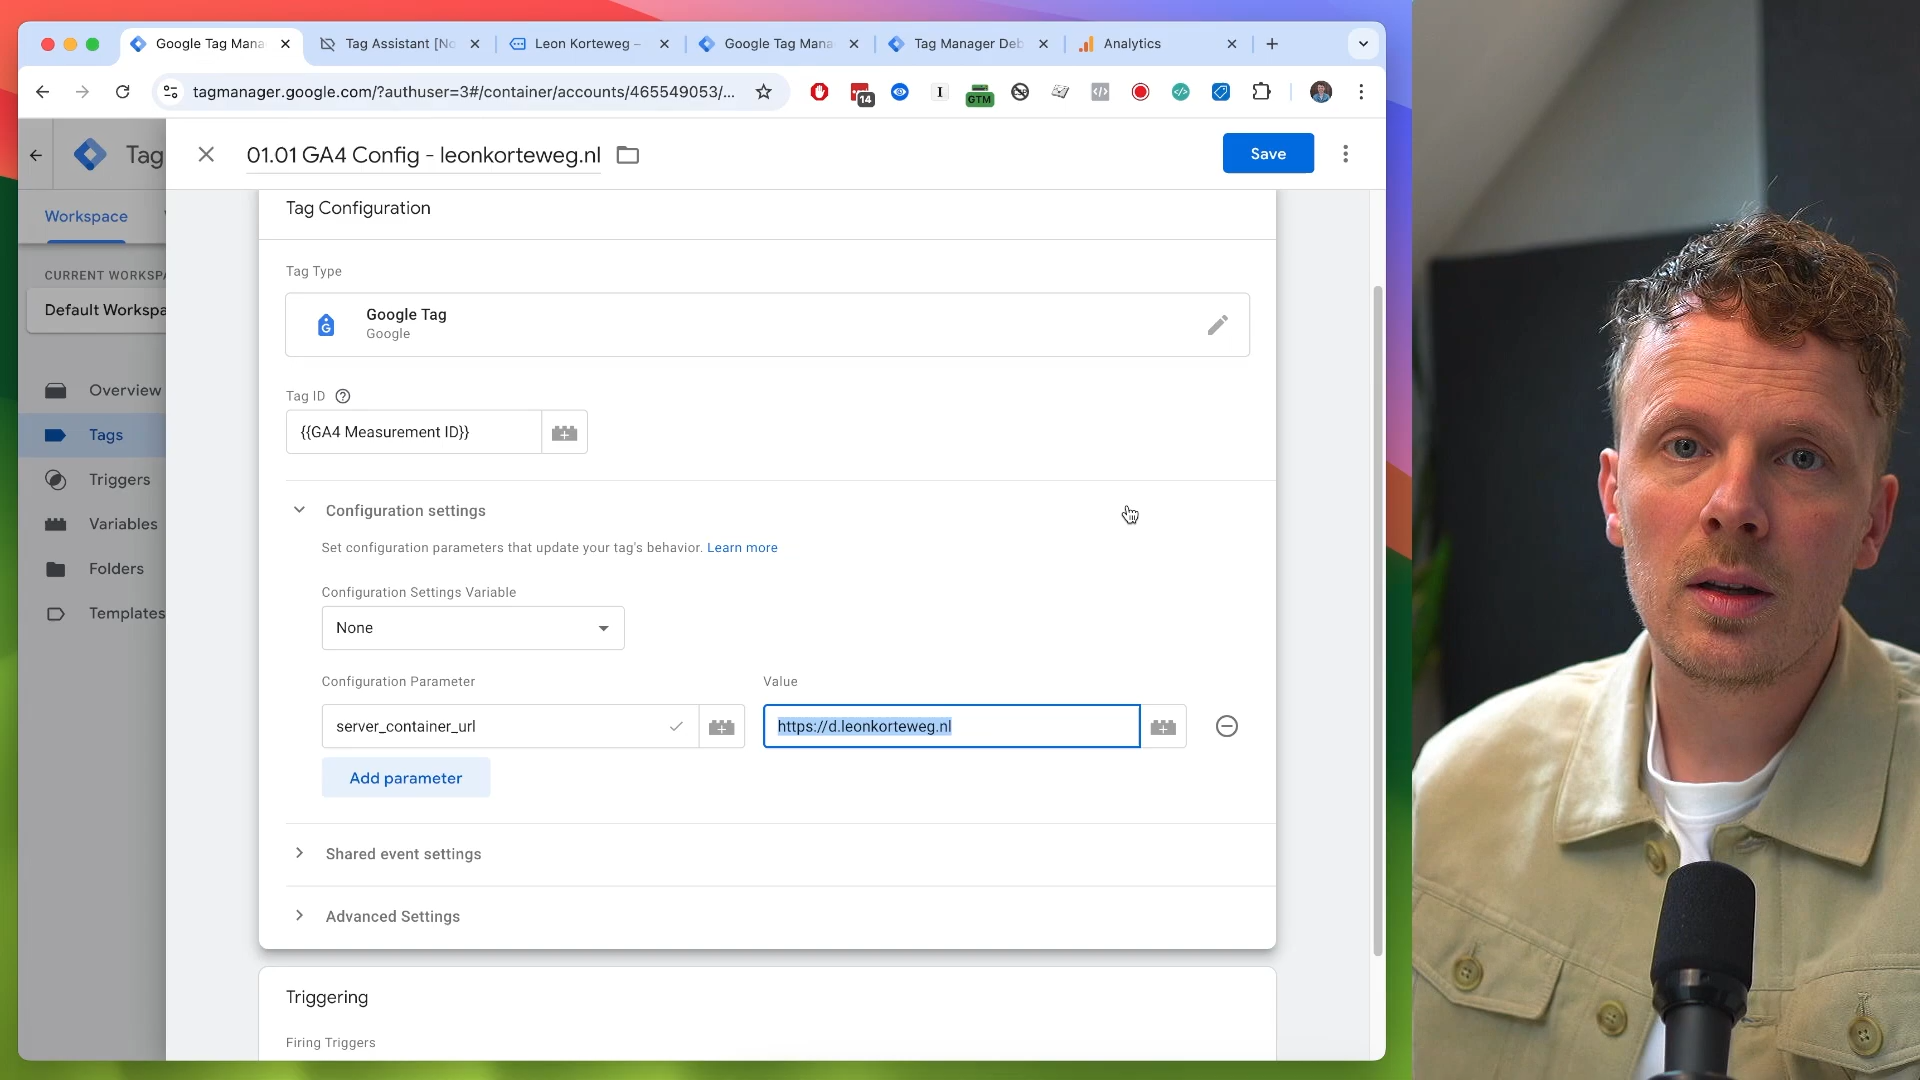 Google Tag Mana
Tag Assistant [No
Leon Korteweg –
Google Tag Mana
Tag Manager Deb
Analytics
tagmanager.google.com/?authuser=3#/container/accounts/465549053/...
14
GTM
Tag
01.01 GA4 Config - leonkorteweg.nl
Save
Workspace
CURRENT WORKSPA
Default Workspa
Overview
Tags
Triggers
Variables
Folders
Templates
Tag Configuration
Tag Type
Google Tag
Google
Tag ID
{{GA4 Measurement ID}}
Configuration settings
Set configuration parameters that update your tag's behavior. Learn more
Configuration Settings Variable
None
Configuration Parameter
Value
server_container_url
https://d.leonkorteweg.nl
Add parameter
Shared event settings
Advanced Settings
Triggering
Firing Triggers